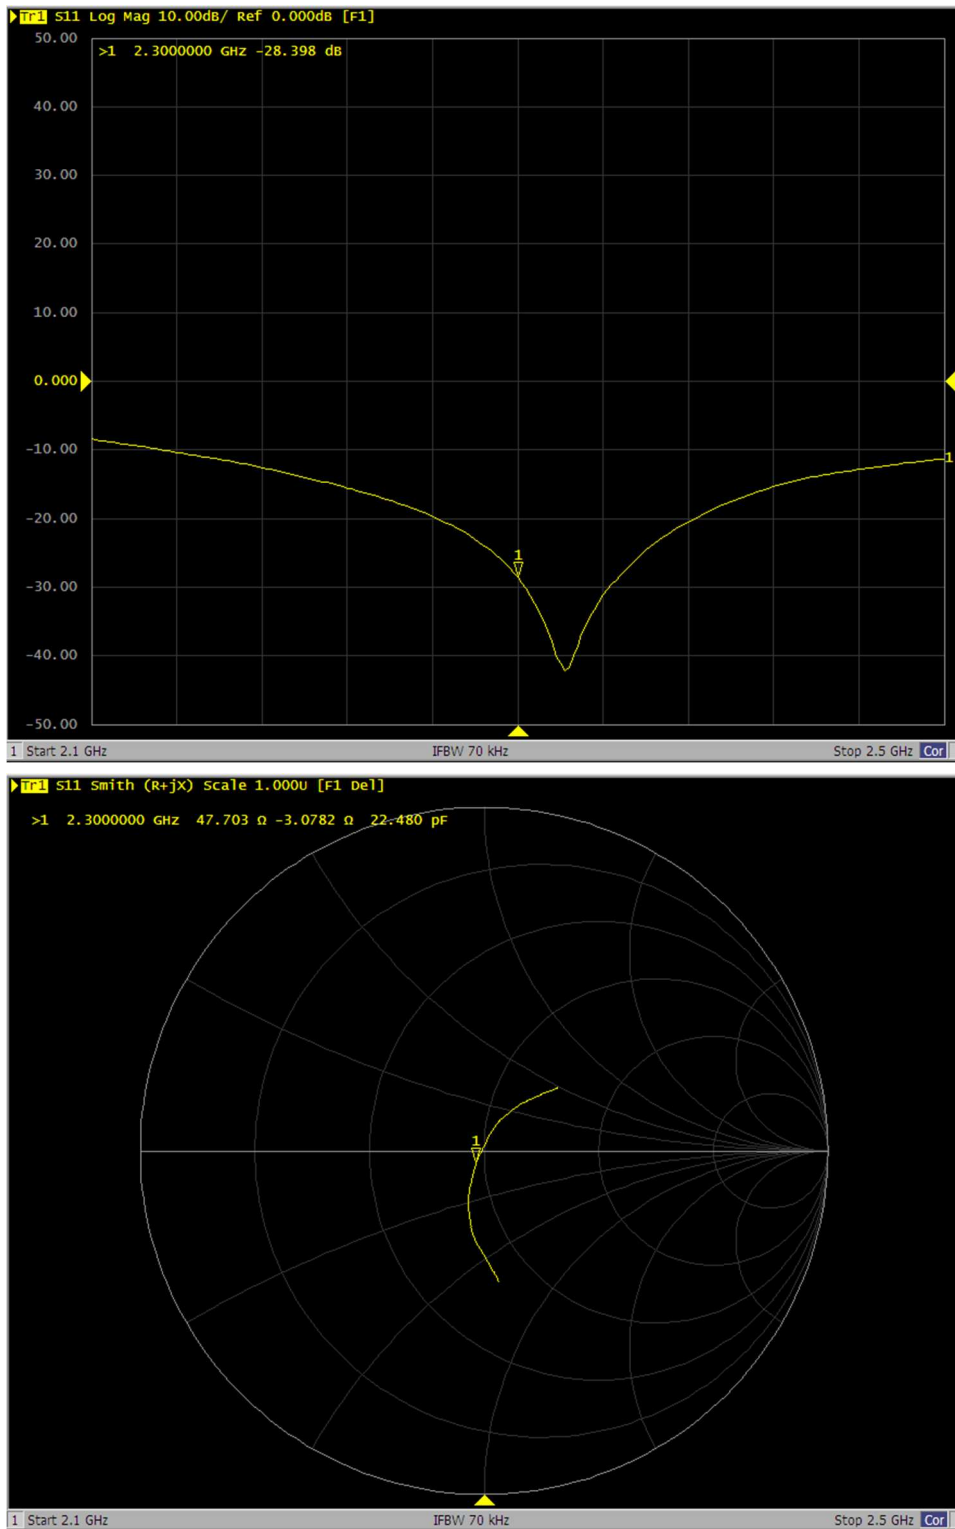 Tr1 S11 Log Mag 10.00dB/ Ref 0.000dB [F1]
50.00
>1 2.3000000 GHz -28.398 dB
40.00
30.00
20.00
10.00
0.000
-10.00
1
-20.00
1
-30.00
-40.00
-50.00
1 Start 2.1 GHz IFBW 70 kHz Stop 2.5 GHz Cor
Tr1 S11 Smith (R+jX) Scale 1.000U [F1 Del]
>1 2.3000000 GHz 47.703 Ω -3.0782 Ω 22.480 pF
1
1 Start 2.1 GHz IFBW 70 kHz Stop 2.5 GHz Cor